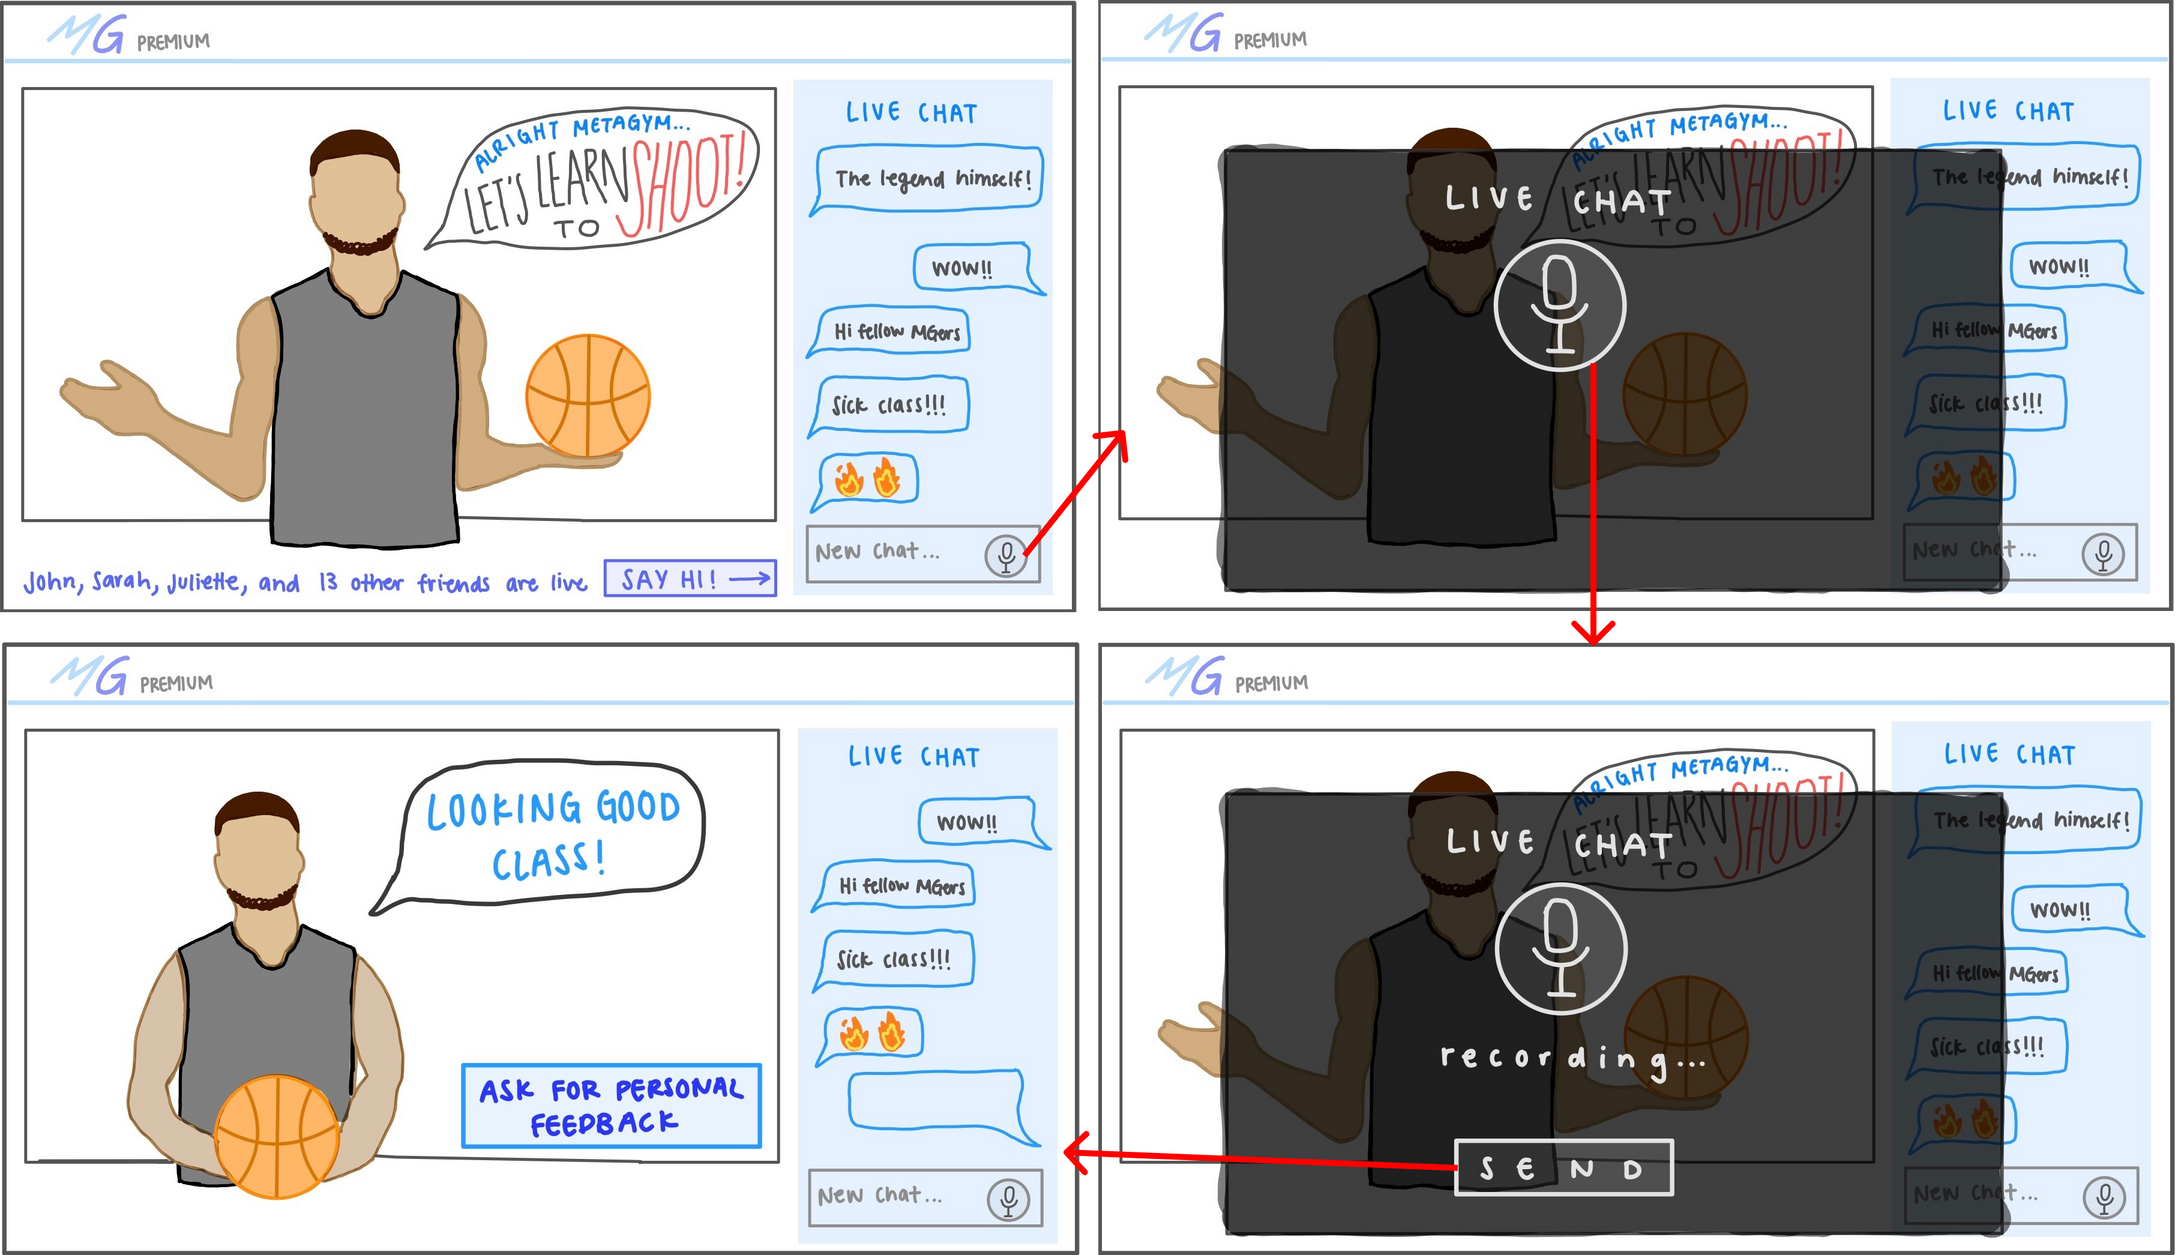 MG PREMIUM
ALRIGHT METAGYM...
LET'S LEARN
TO SHOOT!
LIVE CHAT
The legend himself!
WOW!!
Hi fellow MGers
Sick class!!!
New Chat...
John, Sarah, Juliette, and 13 other friends are live
SAY HI!
MG PREMIUM
ALRIGHT METAGYM...
LET'S LEARN
TO SHOOT!
LIVE CHAT
LIVE CHAT
The legend himself!
WOW!!
Hi fellow MGers
Sick class!!!
New Chat...
MG PREMIUM
LOOKING GOOD
CLASS!
ASK FOR PERSONAL
FEEDBACK
LIVE CHAT
WOW!!
Hi fellow MGers
Sick class!!!
New Chat...
MG PREMIUM
ALRIGHT METAGYM...
LET'S LEARN
TO SHOOT!
LIVE CHAT
recording...
SEND
LIVE CHAT
The legend himself!
WOW!!
Hi fellow MGers
Sick class!!!
New Chat...